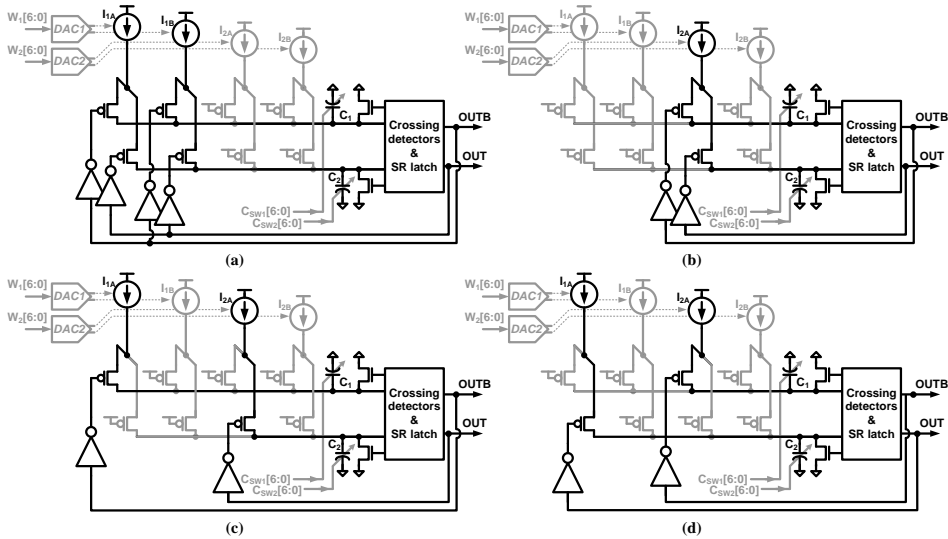 W1[6:0] DAC1 I1A I1B I2A I2B
W2[6:0] DAC2
C1
Crossing detectors & SR latch
OUTB
OUT
C2
CSW1[6:0]
CSW2[6:0]
(a)
W1[6:0] DAC1 I1A I1B I2A I2B
W2[6:0] DAC2
C1
Crossing detectors & SR latch
OUTB
OUT
C2
CSW1[6:0]
CSW2[6:0]
(b)
W1[6:0] DAC1 I1A I1B I2A I2B
W2[6:0] DAC2
C1
Crossing detectors & SR latch
OUTB
OUT
C2
CSW1[6:0]
CSW2[6:0]
(c)
W1[6:0] DAC1 I1A I1B I2A I2B
W2[6:0] DAC2
C1
Crossing detectors & SR latch
OUTB
OUT
C2
CSW1[6:0]
CSW2[6:0]
(d)